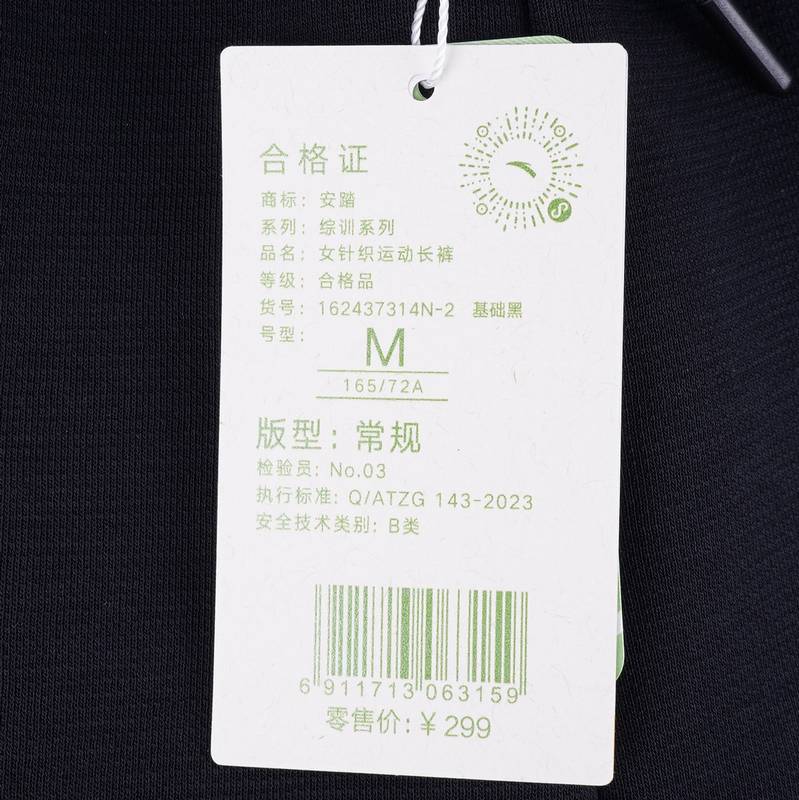 合格证
商标：安踏
系列：综训系列
品名：女针织运动长裤
等级：合格品
货号：162437314N-2 基础黑
号型：
M
165/72A
版型：常规
检验员：No.03
执行标准：Q/ATZG 143-2023
安全技术类别：B类
6 911713 063159
零售价：¥299